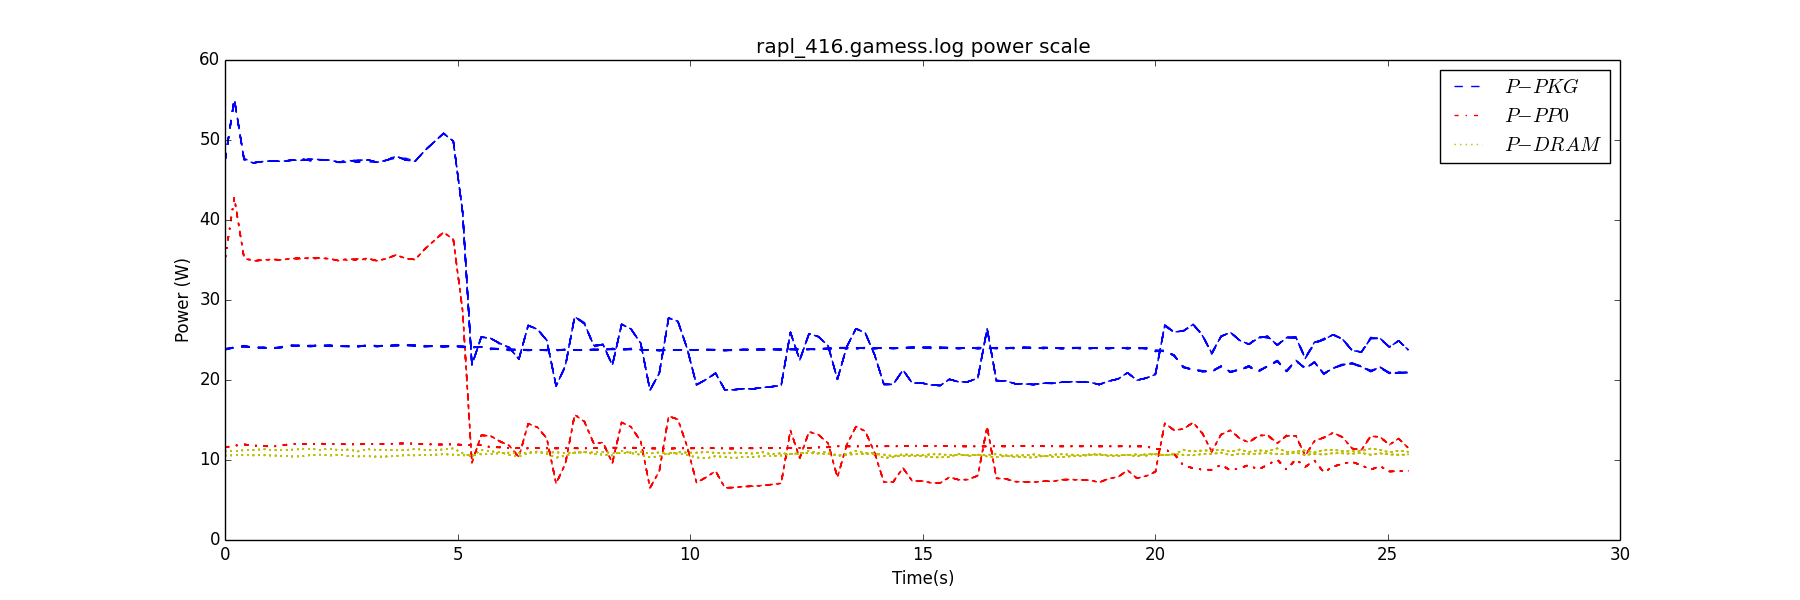 rapl_416.gamess.log power scale
60
50
40
30
20
10
0
Power (W)
P−PKG
P−PP0
P−DRAM
0 5 10 15 20 25 30
Time(s)